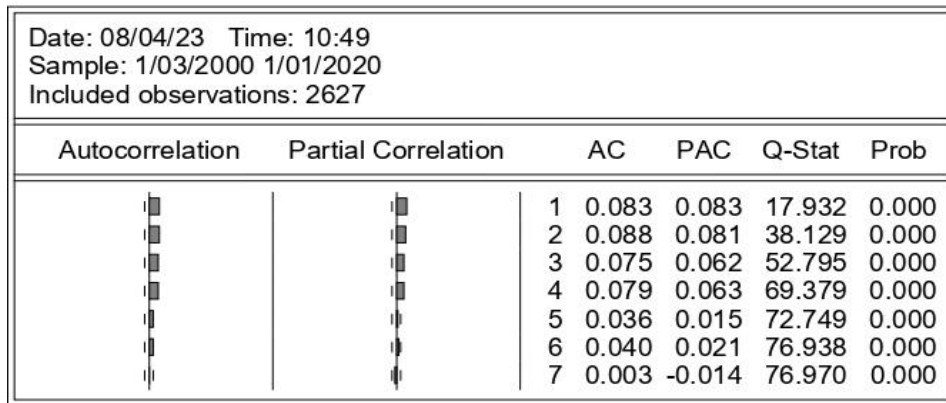 Date: 08/04/23 Time: 10:49
Sample: 1/03/2000 1/01/2020
Included observations: 2627
Autocorrelation Partial Correlation AC PAC Q-Stat Prob
1 0.083 0.083 17.932 0.000
2 0.088 0.081 38.129 0.000
3 0.075 0.062 52.795 0.000
4 0.079 0.063 69.379 0.000
5 0.036 0.015 72.749 0.000
6 0.040 0.021 76.938 0.000
7 0.003 -0.014 76.970 0.000